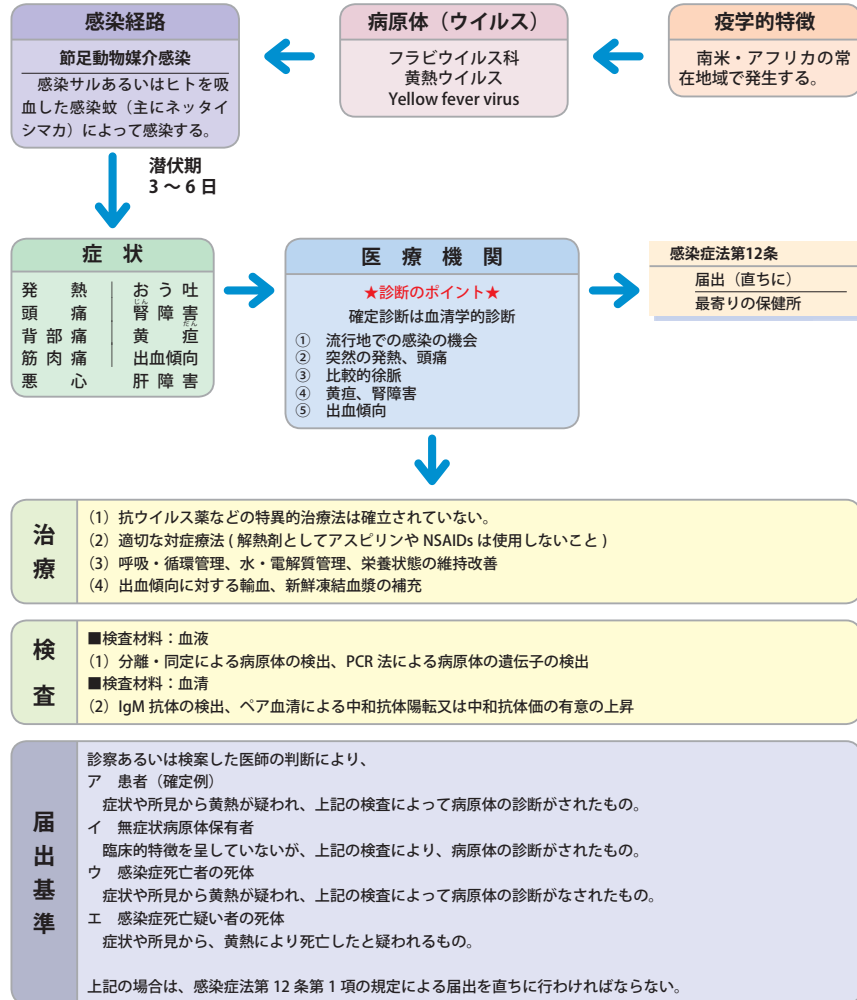 感染経路
節足動物媒介感染
感染サルあるいはヒトを吸
血した感染蚊（主にネッタイ
シマカ）によって感染する。
病原体（ウイルス）
フラビウイルス科
黄熱ウイルス
Yellow fever virus
疫学的特徴
南米・アフリカの常
在地域で発生する。
潜伏期
3 〜 6 日
症 状
発熱
頭痛
背部痛
筋肉痛
悪心
おう吐
じん
腎障害
だん
黄疸
出血傾向
肝障害
医 療 機 関
★診断のポイント★
確定診断は血清学的診断
① 流行地での感染の機会
② 突然の発熱、頭痛
③ 比較的徐脈
④ 黄疸、腎障害
⑤ 出血傾向
感染症法第12条
届出（直ちに）
最寄りの保健所
治療
（1）抗ウイルス薬などの特異的治療法は確立されていない。
（2）適切な対症療法 ( 解熱剤としてアスピリンや NSAIDs は使用しないこと )
（3）呼吸・循環管理、水・電解質管理、栄養状態の維持改善
（4）出血傾向に対する輸血、新鮮凍結血漿の補充
検査
■検査材料：血液
（1）分離・同定による病原体の検出、PCR 法による病原体の遺伝子の検出
■検査材料：血清
（2）IgM 抗体の検出、ペア血清による中和抗体陽転又は中和抗体価の有意の上昇
届出基準
診察あるいは検案した医師の判断により、
ア 患者（確定例）
症状や所見から黄熱が疑われ、上記の検査によって病原体の診断がされたもの。
イ 無症状病原体保有者
臨床的特徴を呈していないが、上記の検査により、病原体の診断がされたもの。
ウ 感染症死亡者の死体
症状や所見から黄熱が疑われ、上記の検査によって病原体の診断がなされたもの。
エ 感染症死亡疑い者の死体
症状や所見から、黄熱により死亡したと疑われるもの。
上記の場合は、感染症法第 12 条第 1 項の規定による届出を直ちに行わければならない。